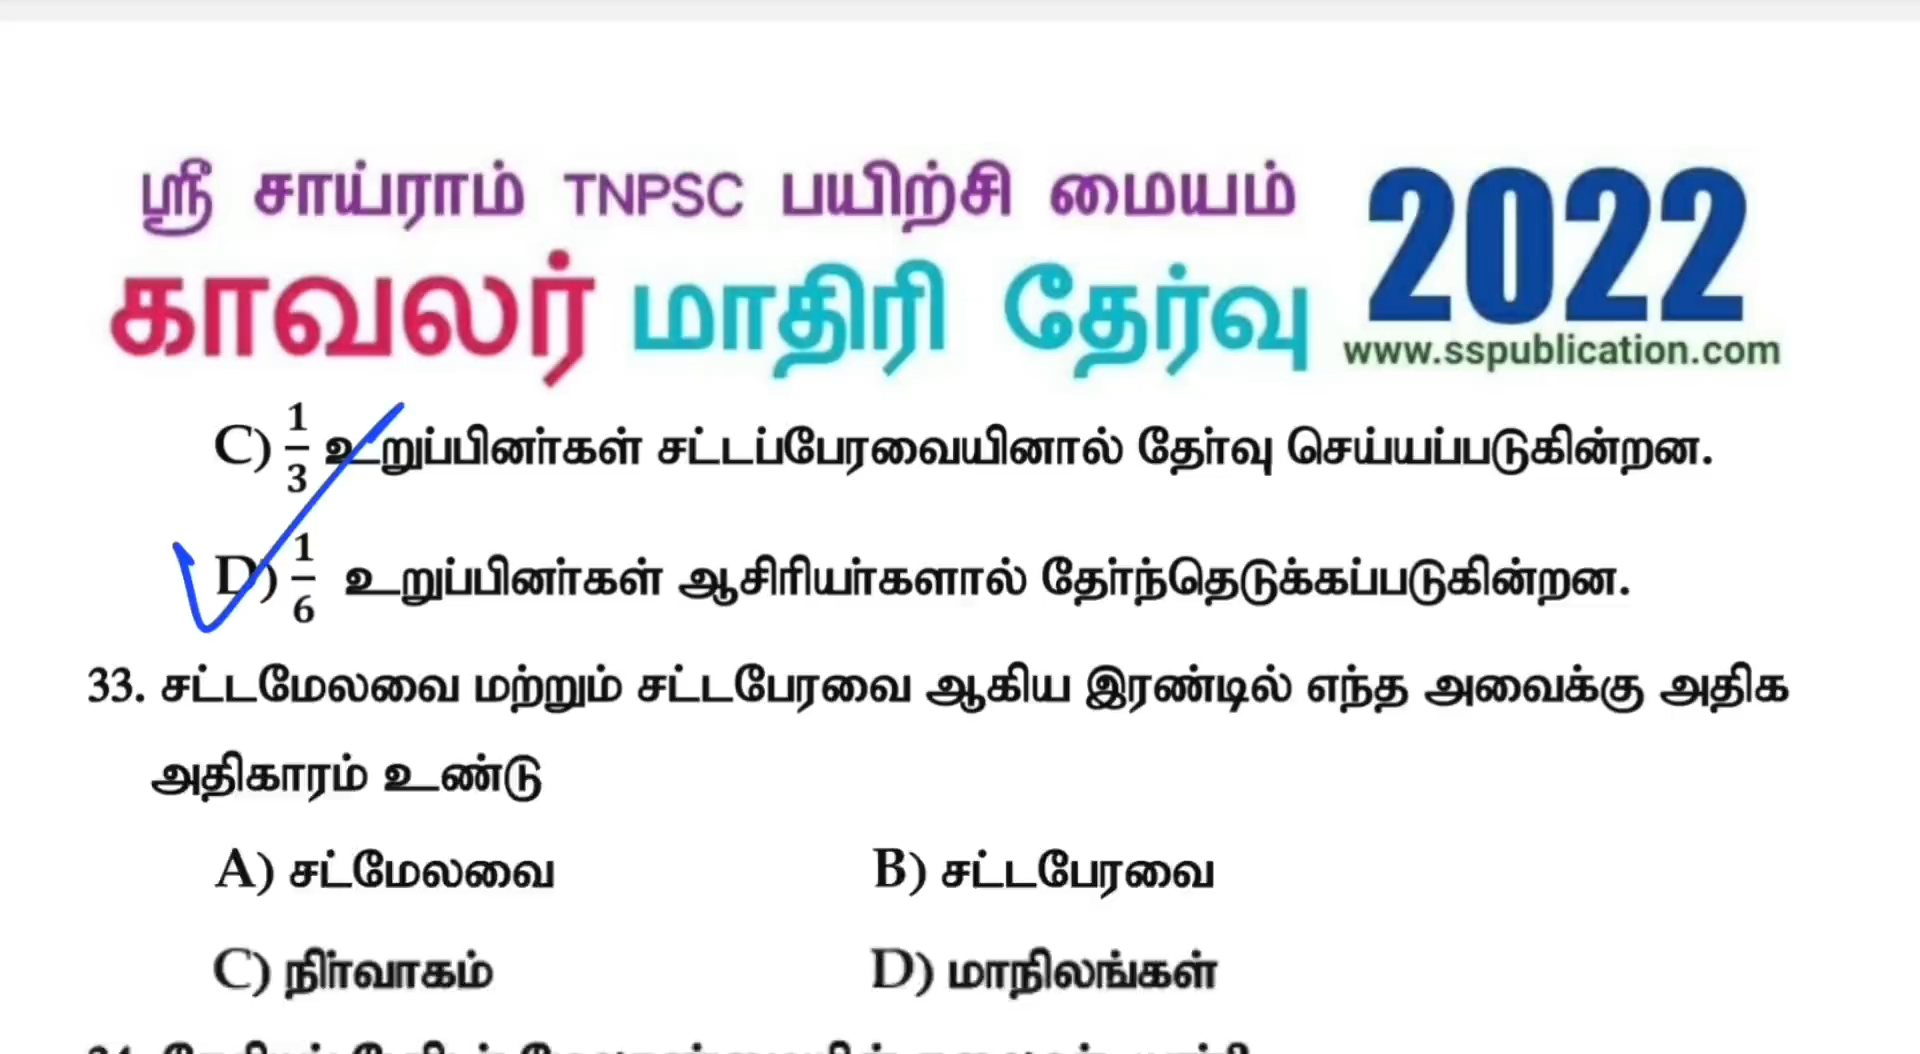 ஸ்ரீ சாய்ராம் TNPSC பயிற்சி மையம்
காவலர் மாதிரி தேர்வு 2022
www.sspublication.com
C) 1/3 உறுப்பினர்கள் சட்டப்பேரவையினால் தேர்வு செய்யப்படுகின்றன.
D) 1/6 உறுப்பினர்கள் ஆசிரியர்களால் தேர்ந்தெடுக்கப்படுகின்றன.
33. சட்டமேலவை மற்றும் சட்டபேரவை ஆகிய இரண்டில் எந்த அவைக்கு அதிக
அதிகாரம் உண்டு
A) சட்மேலவை B) சட்டபேரவை
C) நிர்வாகம் D) மாநிலங்கள்